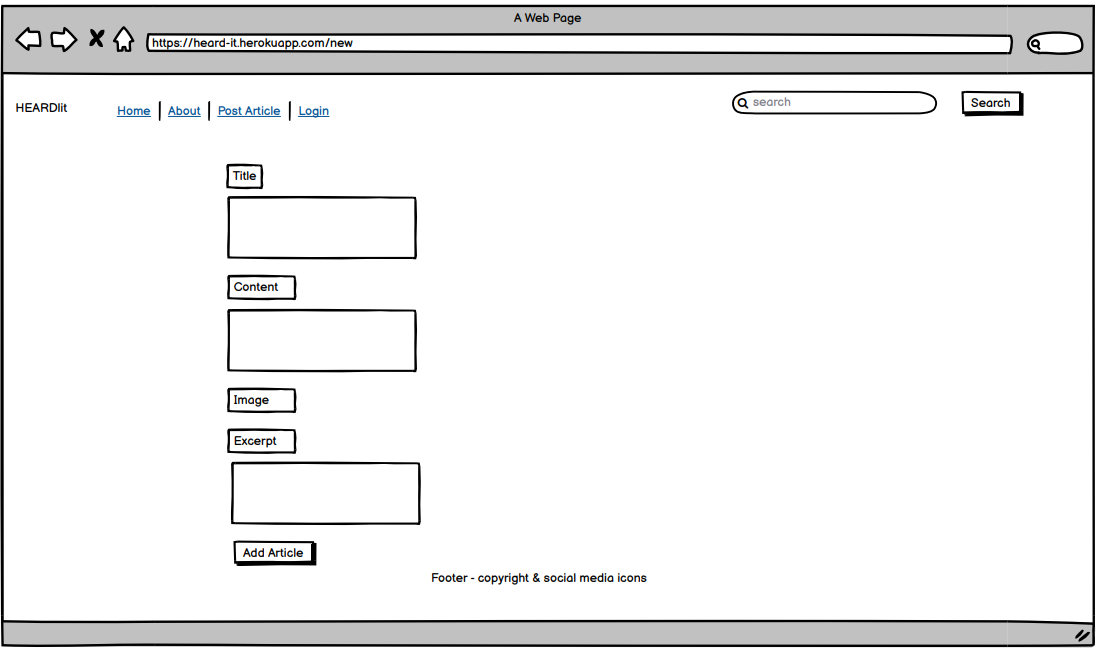 A Web Page
https://heard-it.herokuapp.com/new
HEARDIit Home About Post Article Login search Search
Title
Content
Image
Excerpt
Add Article
Footer - copyright & social media icons